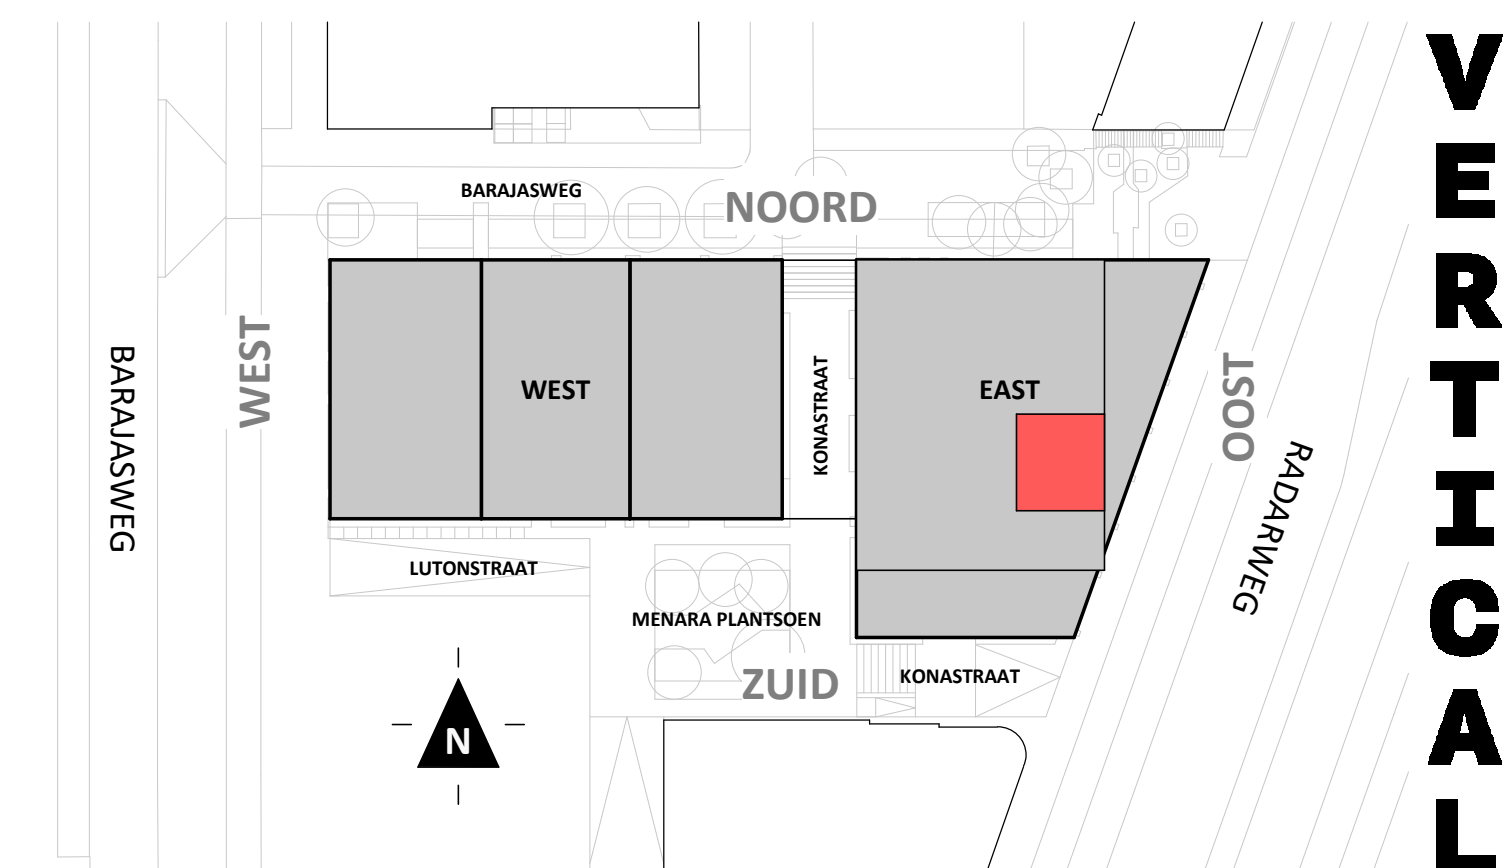 BARAJASWEG
NOORD
WEST
BARAJASWEG
WEST
KONASTRAAT
EAST
OOST
RADARWEG
LUTONSTRAAT
MENARA PLANTSOEN
ZUID
KONASTRAAT
N
VERTICAL